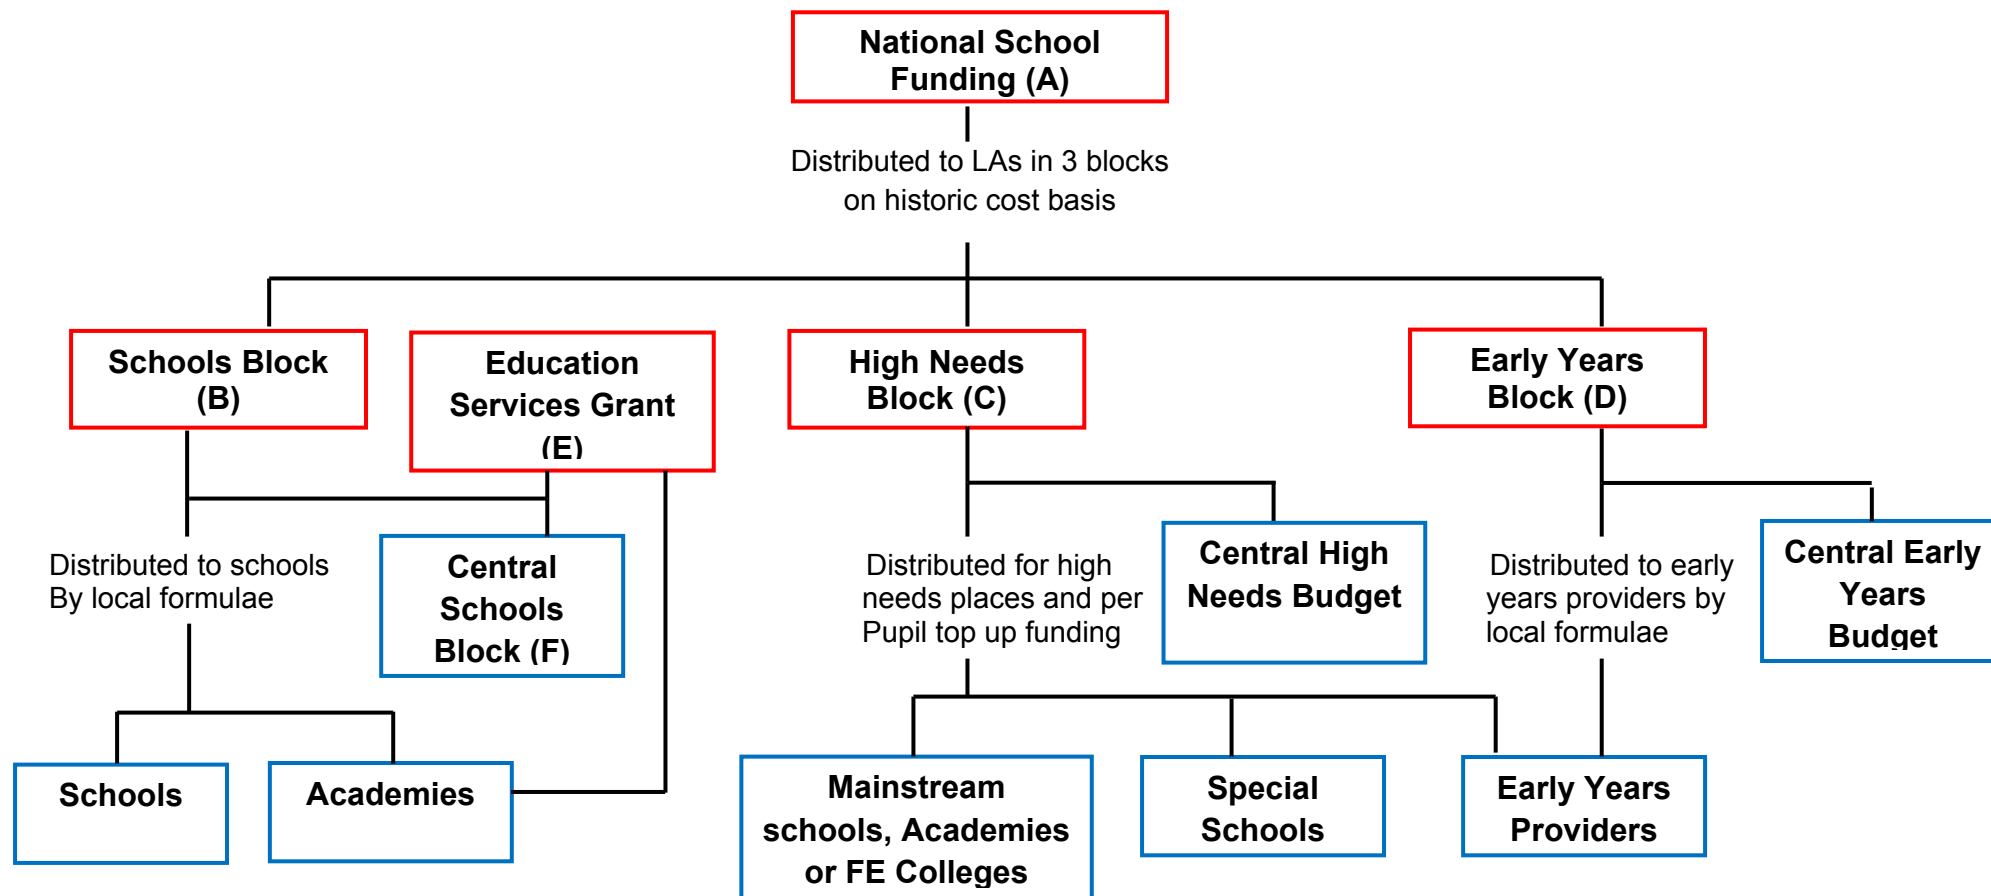 National School
Funding (A)
Distributed to LAs in 3 blocks
on historic cost basis
Schools Block
(B)
Education
Services Grant
(E)
High Needs
Block (C)
Early Years
Block (D)
Distributed to schools
By local formulae
Central
Schools
Block (F)
Distributed for high
needs places and per
Pupil top up funding
Central High
Needs Budget
Distributed to early
years providers by
local formulae
Central Early
Years
Budget
Schools
Academies
Mainstream
schools, Academies
or FE Colleges
Special
Schools
Early Years
Providers